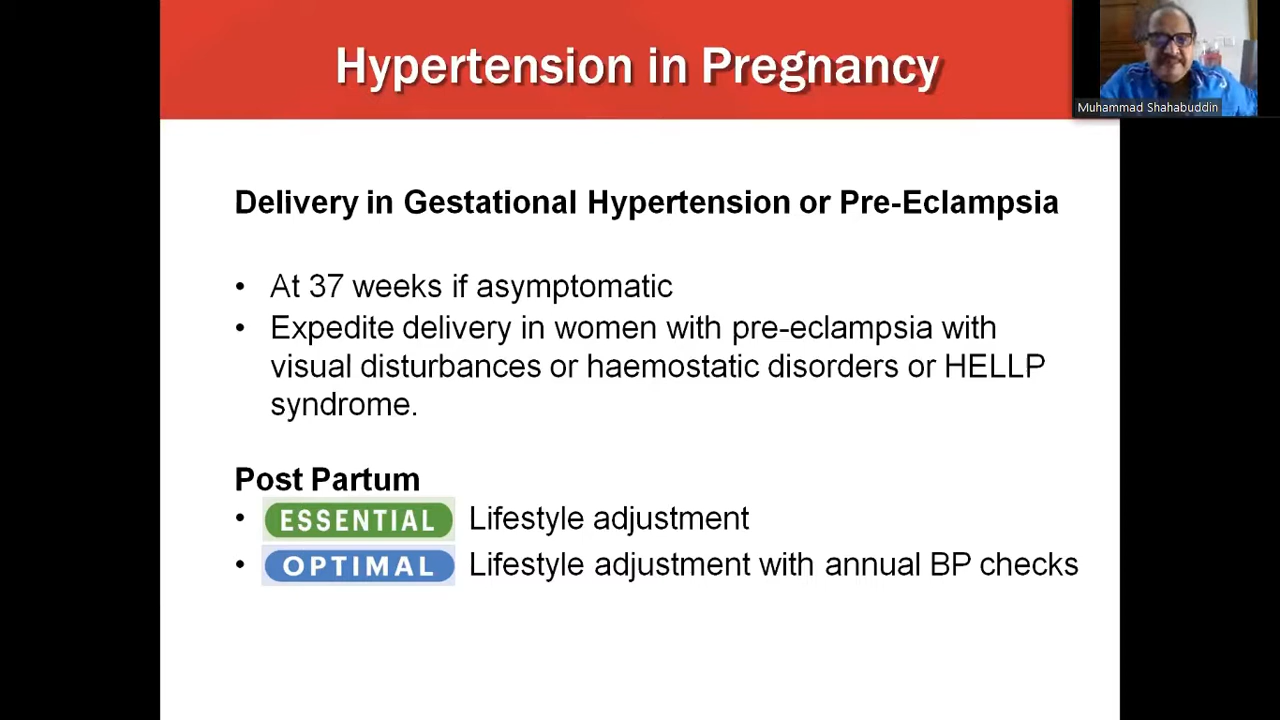 Hypertension in Pregnancy
Muhammad Shahabuddin
Delivery in Gestational Hypertension or Pre-Eclampsia
• At 37 weeks if asymptomatic
• Expedite delivery in women with pre-eclampsia with
visual disturbances or haemostatic disorders or HELLP
syndrome.
Post Partum
• ESSENTIAL Lifestyle adjustment
• OPTIMAL Lifestyle adjustment with annual BP checks